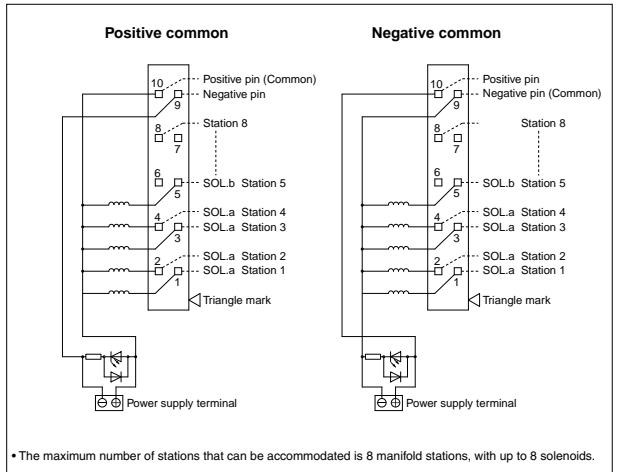 Positive common
10
Positive pin (Common)
9
Negative pin
8
Station 8
7
6
SOL.b Station 5
5
SOL.a Station 4
4
SOL.a Station 3
3
SOL.a Station 2
2
SOL.a Station 1
1
Triangle mark
⊖ ⊕ Power supply terminal
Negative common
10
Positive pin
9
Negative pin (Common)
8
Station 8
7
6
SOL.b Station 5
5
SOL.a Station 4
4
SOL.a Station 3
3
SOL.a Station 2
2
SOL.a Station 1
1
Triangle mark
⊖ ⊕ Power supply terminal
• The maximum number of stations that can be accommodated is 8 manifold stations, with up to 8 solenoids.